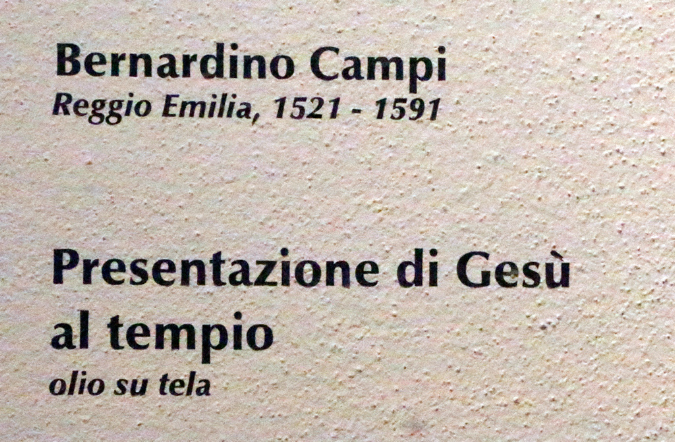 Bernardino Campi
Reggio Emilia, 1521 - 1591
Presentazione di Gesù
al tempio
olio su tela